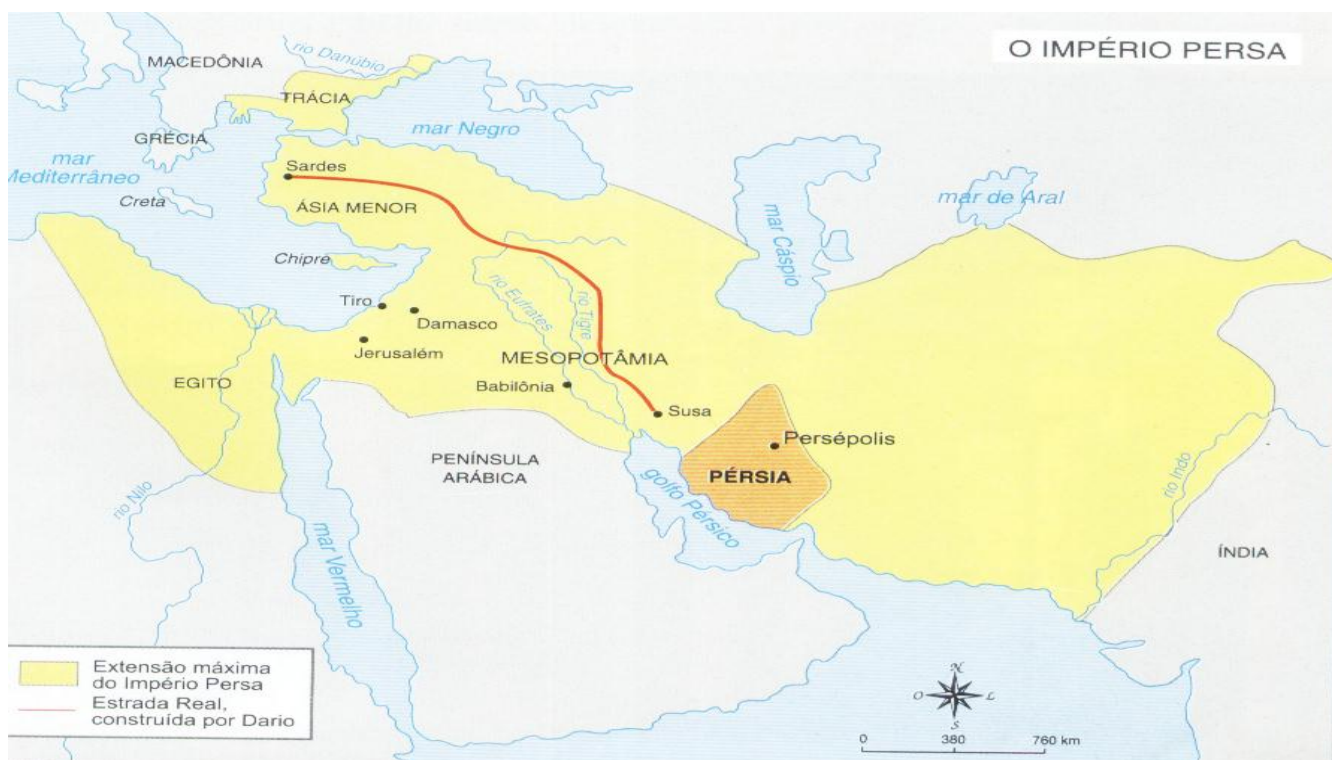 O IMPÉRIO PERSA
MACEDÔNIA
rio Danúbio
TRÁCIA
mar Negro
GRÉCIA
mar
Mediterrâneo
Sardes
Creta
ÁSIA MENOR
mar Cáspio
mar de Aral
Chipre
Tiro
Damasco
Jerusalém
rio Eufrates
rio Tigre
MESOPOTÂMIA
EGITO
Babilônia
Susa
Persépolis
PÉRSIA
PENÍNSULA
ARÁBICA
golfo Pérsico
rio Nilo
mar Vermelho
rio Indo
ÍNDIA
Extensão máxima
do Império Persa
Estrada Real,
construída por Dario
N
O L
S
0 380 760 km